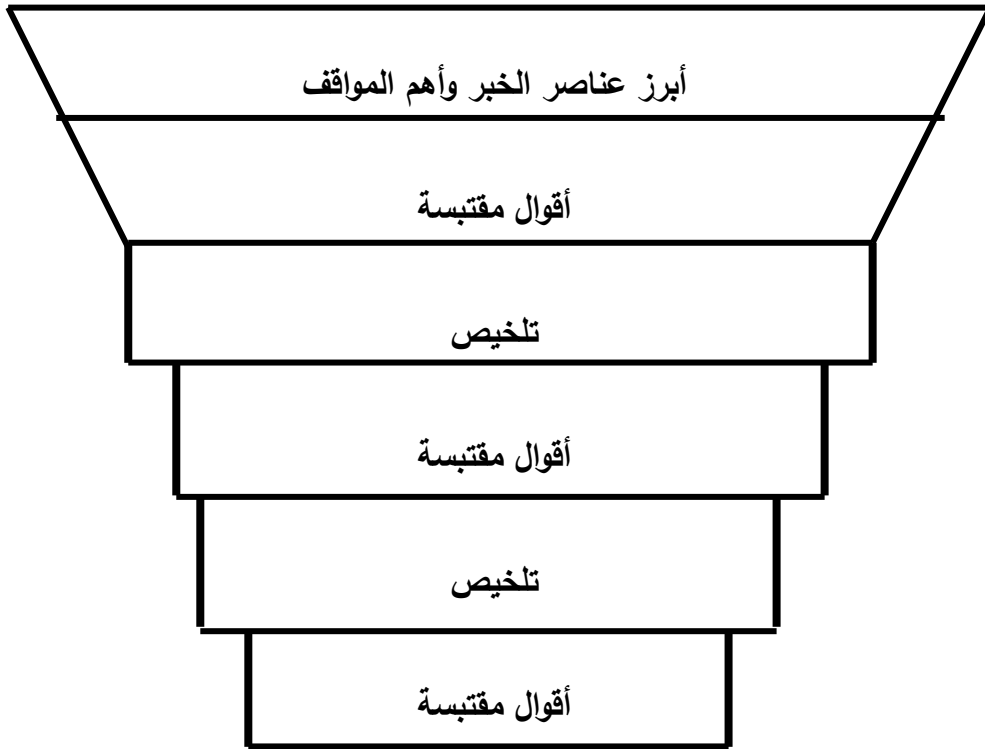 أبرز عناصر الخبر وأهم المواقف
أقوال مقتبسة
تلخيص
أقوال مقتبسة
تلخيص
أقوال مقتبسة